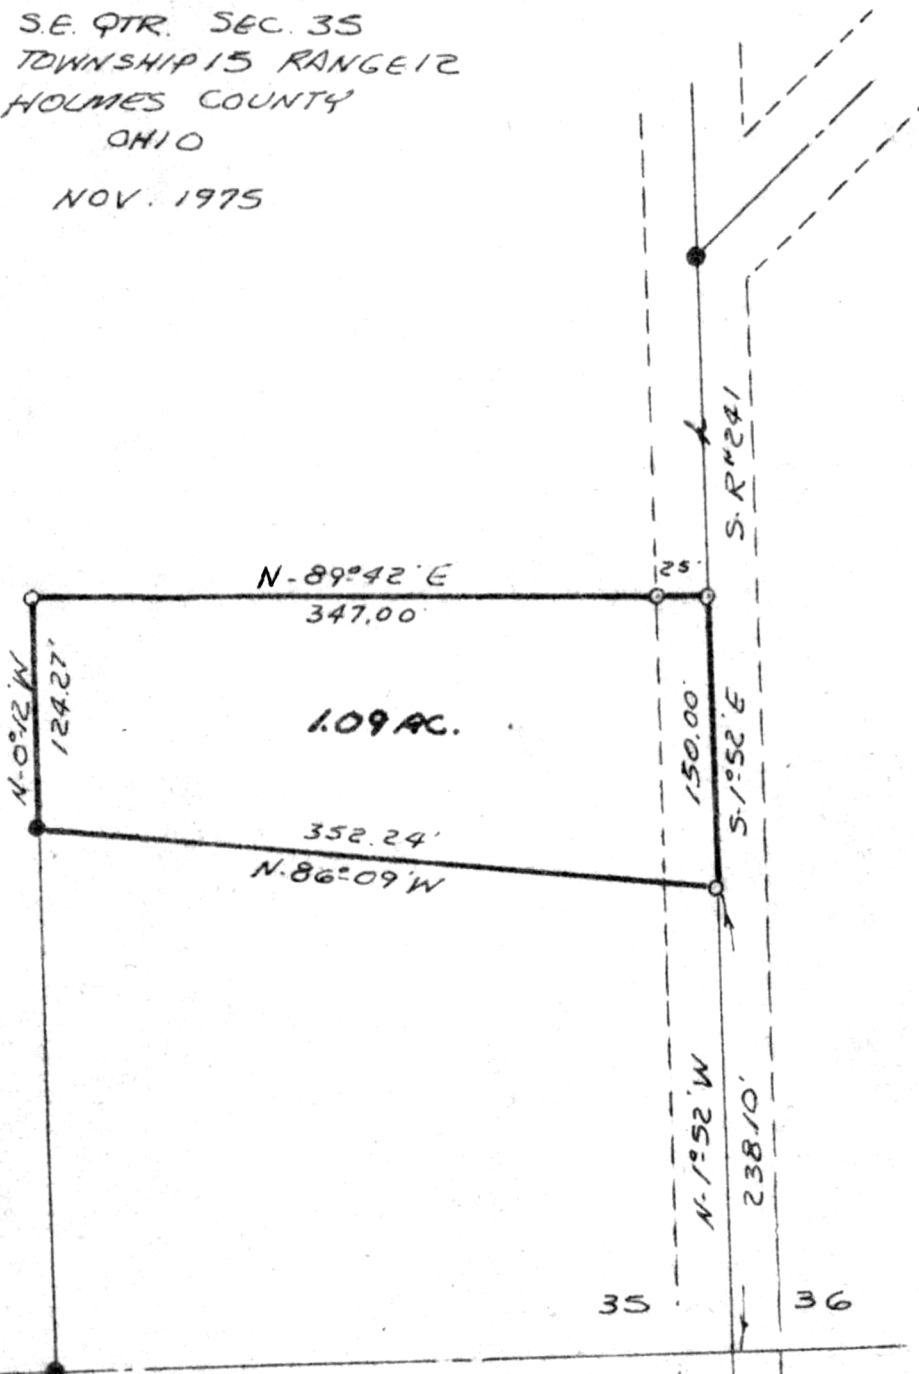 S.E. QTR. SEC. 35
TOWNSHIP 15 RANGE 12
HOLMES COUNTY
OHIO
NOV. 1975
S.R.#241
N-89°42'E
25'
347.00'
N-0°12'W
124.27'
1.09 AC.
150.00'
S-1°52'E
352.24'
N-86°09'W
N-1°52'W
238.10'
35
36